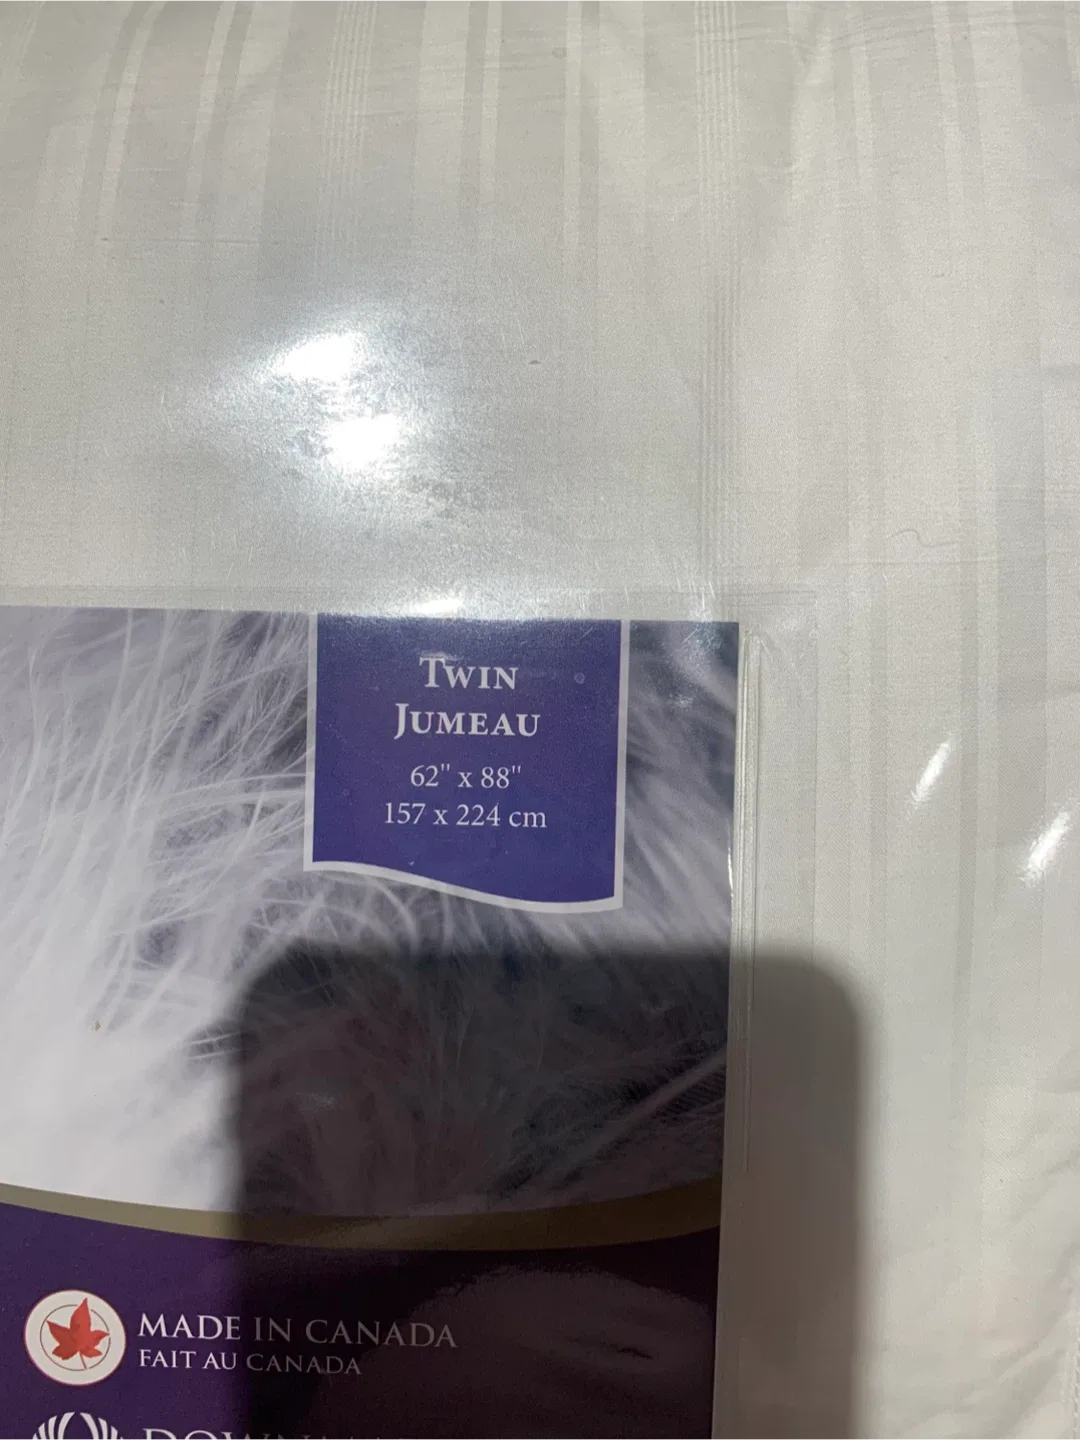 TWIN
JUMEAU
62" x 88"
157 x 224 cm
MADE IN CANADA
FAIT AU CANADA